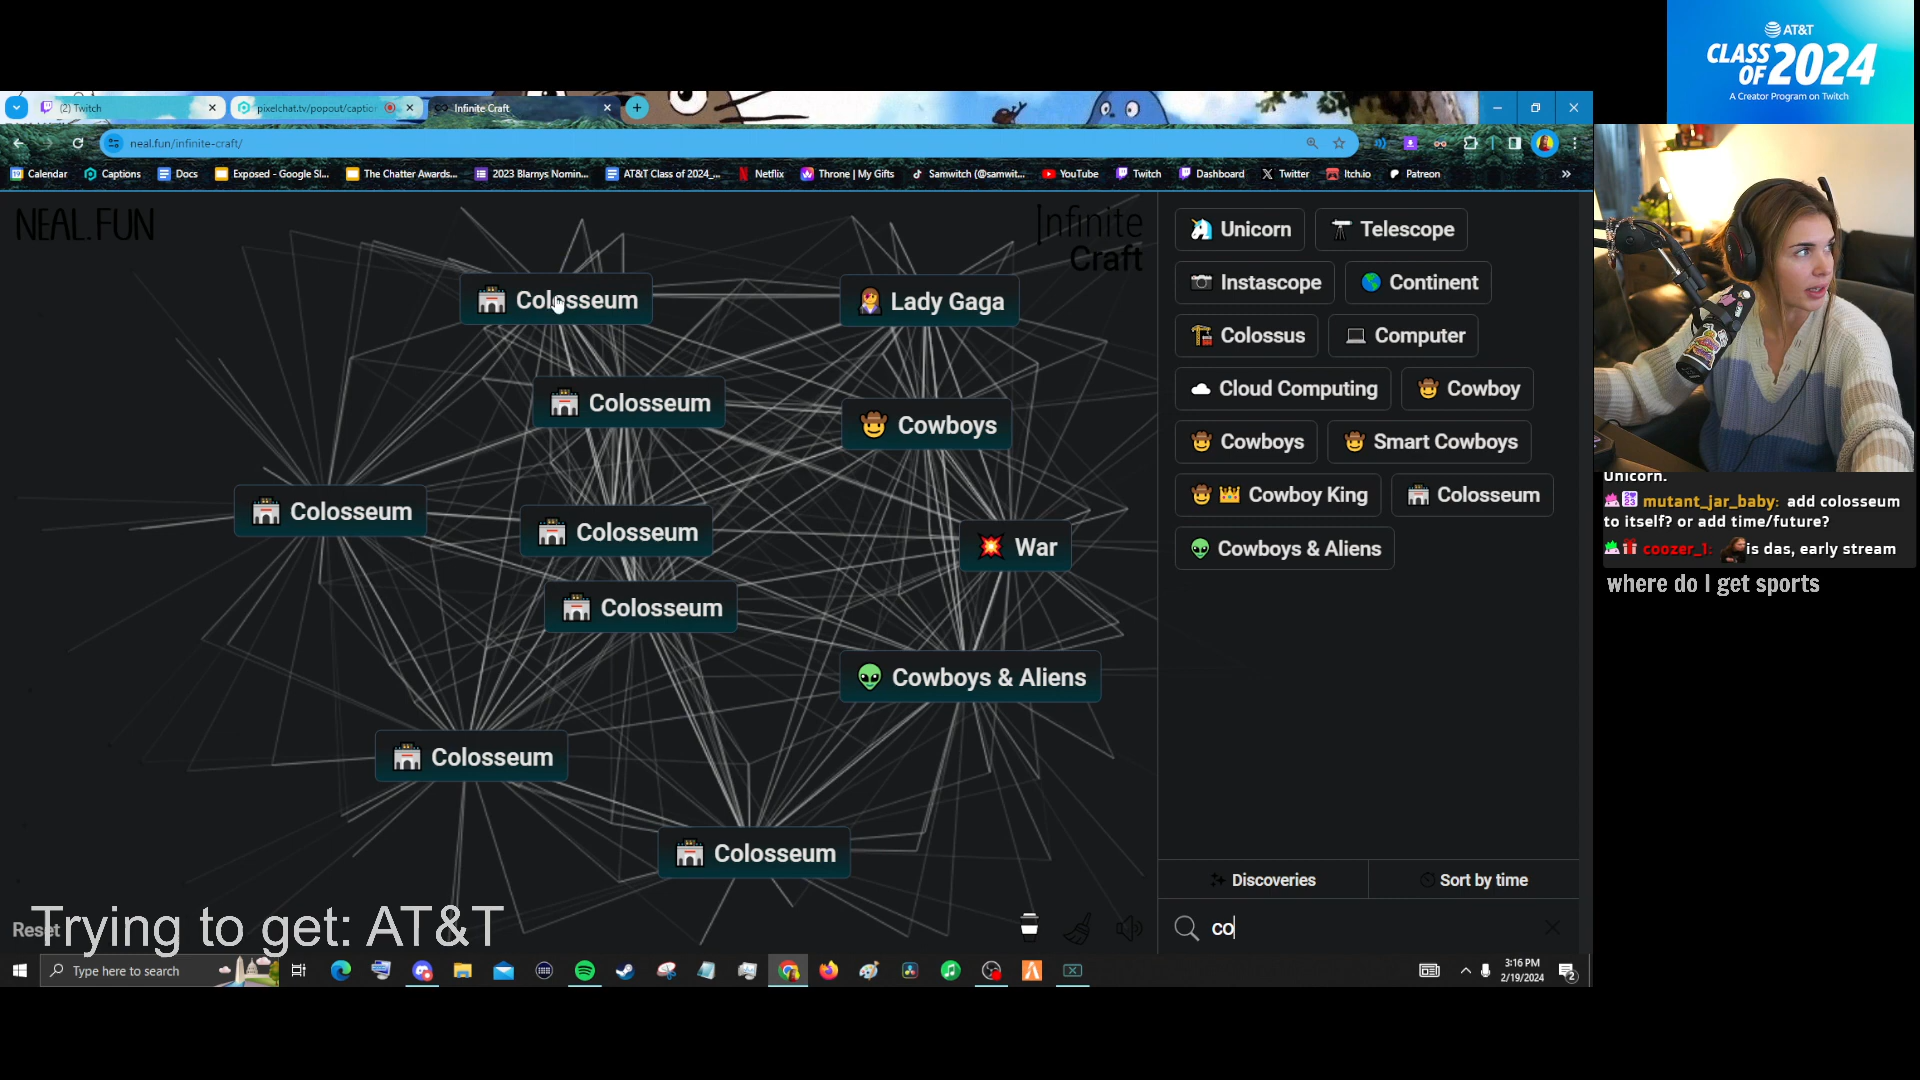 AT&T
CLASS
OF 2024
A Creator Program on Twitch
(2) Twitch
pixelchat.tv/popout/caption
Infinite Craft
neal.fun/infinite-craft/
Calendar
Captions
Docs
Exposed - Google Sl...
The Chatter Awards...
2023 Blarnys Nomin...
AT&T Class of 2024_...
Netflix
Throne | My Gifts
Samwitch (@samwit...
YouTube
Twitch
Dashboard
Twitter
Itch.io
Patreon
NEAL.FUN
Infinite
Craft
Colosseum
Lady Gaga
Colosseum
Cowboys
Colosseum
Colosseum
War
Colosseum
Cowboys & Aliens
Colosseum
Colosseum
Unicorn
Telescope
Instascope
Continent
Colossus
Computer
Cloud Computing
Cowboy
Cowboys
Smart Cowboys
Cowboy King
Colosseum
Cowboys & Aliens
Discoveries
Sort by time
co
Unicorn.
mutant_jar_baby: add colosseum
to itself? or add time/future?
coozer_1: is das, early stream
where do I get sports
Reset
Trying to get: AT&T
Type here to search
3:16 PM
2/19/2024
2